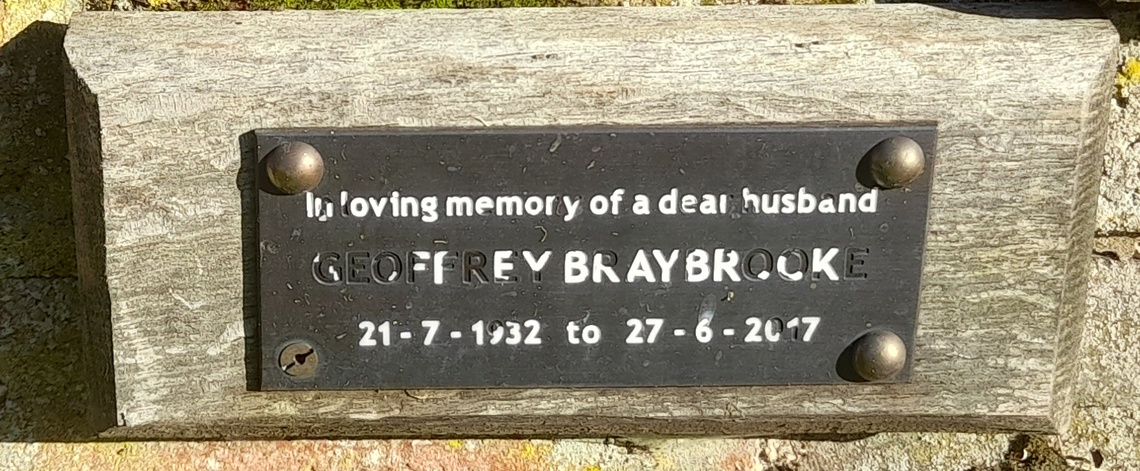 In loving memory of a dear husband
GEOFFREY BRAYBROOKE
21-7-1932 to 27-6-2017